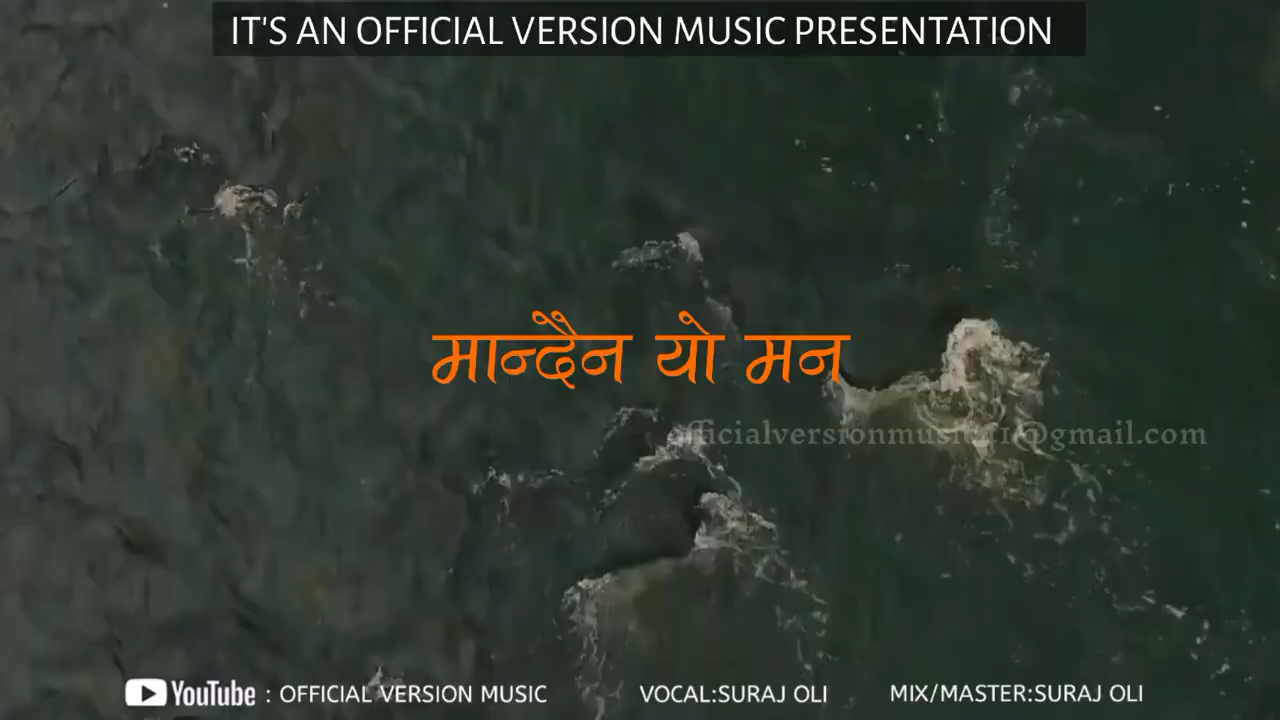 IT'S AN OFFICIAL VERSION MUSIC PRESENTATION
मान्दैन यो मन
YouTube : OFFICIAL VERSION MUSIC VOCAL:SURAJ OLI MIX/MASTER:SURAJ OLI